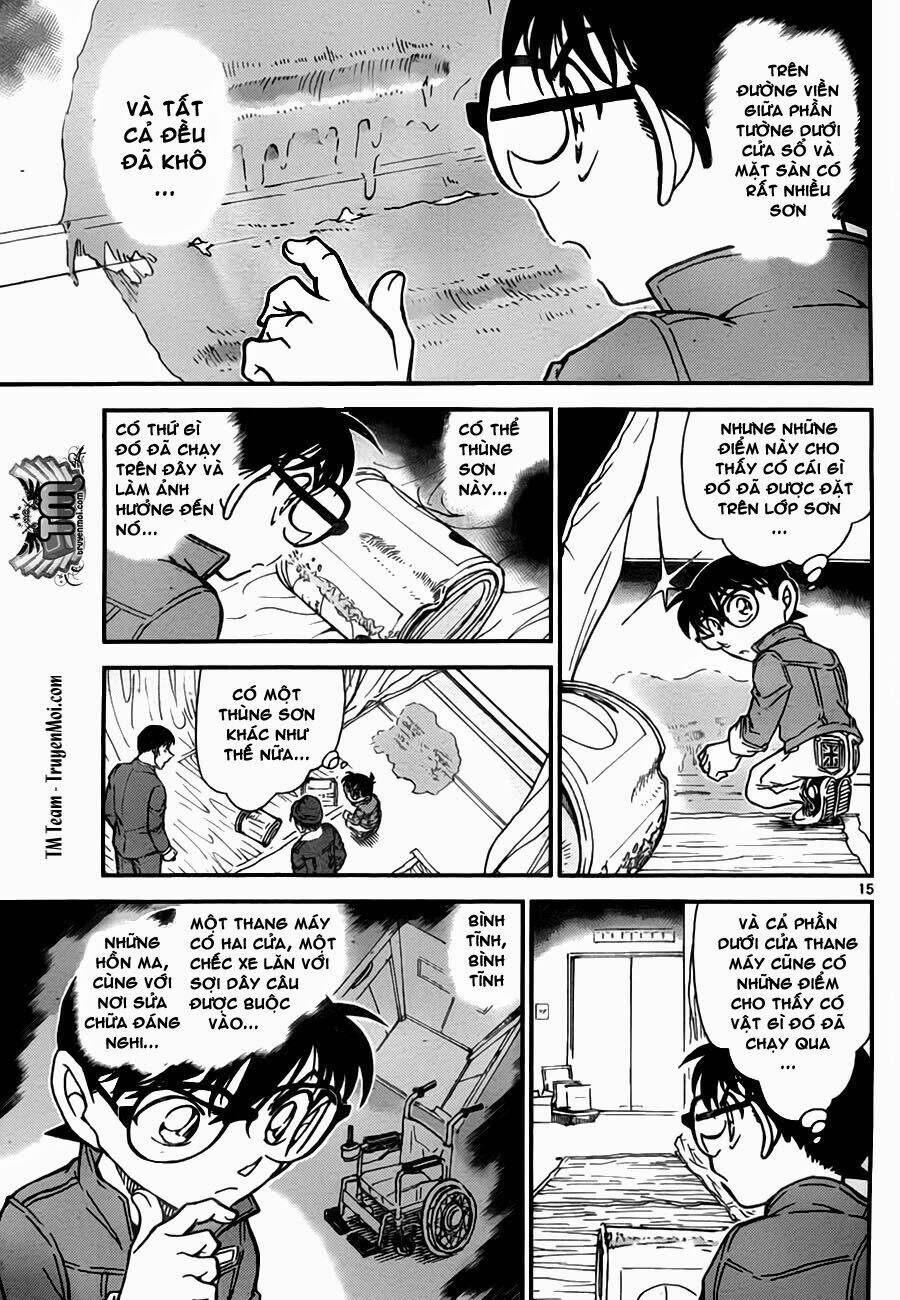 TRÊN
ĐƯỜNG VIỀN
GIỮA PHẦN
TƯỜNG DƯỚI
CỬA SỔ VÀ
MẶT SÀN CÓ
RẤT NHIỀU
SƠN
VÀ TẤT
CẢ ĐỀU
ĐÃ KHÔ
...
NHƯNG NHỮNG
ĐIỂM NÀY CHO
THẤY CÓ CÁI GÌ
ĐÓ ĐÃ ĐƯỢC ĐẶT
TRÊN LỚP SƠN
...
CÓ THỂ
THÙNG
SƠN
NÀY...
CÓ THỨ GÌ
ĐÓ ĐÃ CHẠY
TRÊN ĐÂY VÀ
LÀM ẢNH
HƯỞNG ĐẾN
NÓ...
CÓ MỘT
THÙNG SƠN
KHÁC NHƯ
THẾ NỮA...
15
VÀ CẢ PHẦN
DƯỚI CỬA THANG
MÁY CŨNG CÓ
NHỮNG ĐIỂM
CHO THẤY CÓ
VẬT GÌ ĐÓ ĐÃ
CHẠY QUA
...
BÌNH
TĨNH,
BÌNH
TĨNH
MỘT THANG MÁY
CÓ HAI CỬA, MỘT
CHẾC XE LĂN VỚI
SỢI DÂY CÂU
ĐƯỢC BUỘC
VÀO...
NHỮNG
HỒN MA,
CÙNG VỚI
NƠI SỬA
CHỮA ĐÁNG
NGHI...
TM
truyenmoi.com
TM Team - TruyenMoi.com